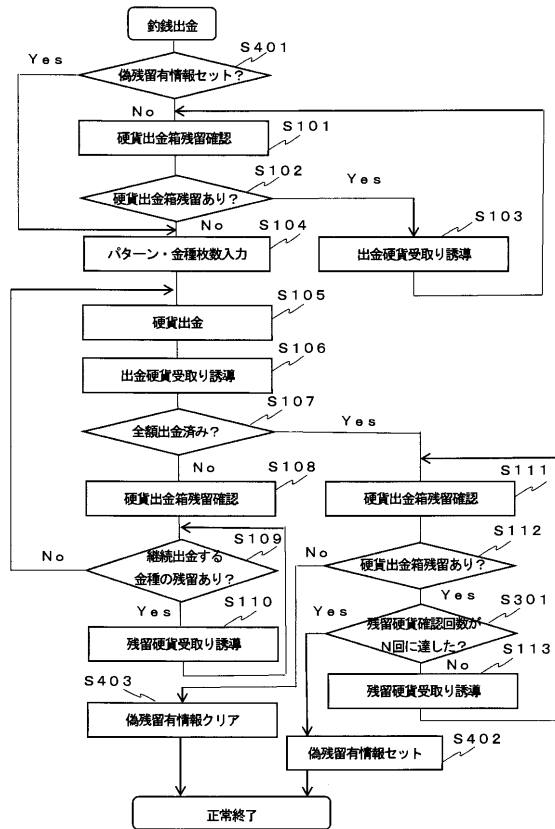 釣銭出金
Ｓ４０１
Ｙｅｓ
偽残留有情報セット？
Ｎｏ
Ｓ１０１
硬貨出金箱残留確認
Ｓ１０２
硬貨出金箱残留あり？
Ｙｅｓ
Ｎｏ
Ｓ１０４
Ｓ１０３
パターン・金種枚数入力
出金硬貨受取り誘導
Ｓ１０５
硬貨出金
Ｓ１０６
出金硬貨受取り誘導
Ｓ１０７
全額出金済み？
Ｙｅｓ
Ｎｏ
Ｓ１０８
Ｓ１１１
硬貨出金箱残留確認
硬貨出金箱残留確認
Ｓ１０９
Ｓ１１２
Ｎｏ
継続出金する
金種の残留あり？
Ｎｏ
硬貨出金箱残留あり？
Ｙｅｓ
Ｓ１１０
Ｙｅｓ
Ｓ３０１
Ｙｅｓ
残留硬貨確認回数が
Ｎ回に達した？
残留硬貨受取り誘導
Ｎｏ
Ｓ１１３
Ｓ４０３
残留硬貨受取り誘導
偽残留有情報クリア
Ｓ４０２
偽残留有情報セット
正常終了